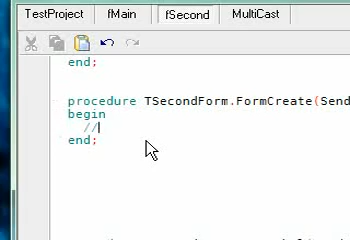 TestProject fMain fSecond MultiCast
end;
procedure TSecondForm.FormCreate(Send
begin
//
end;